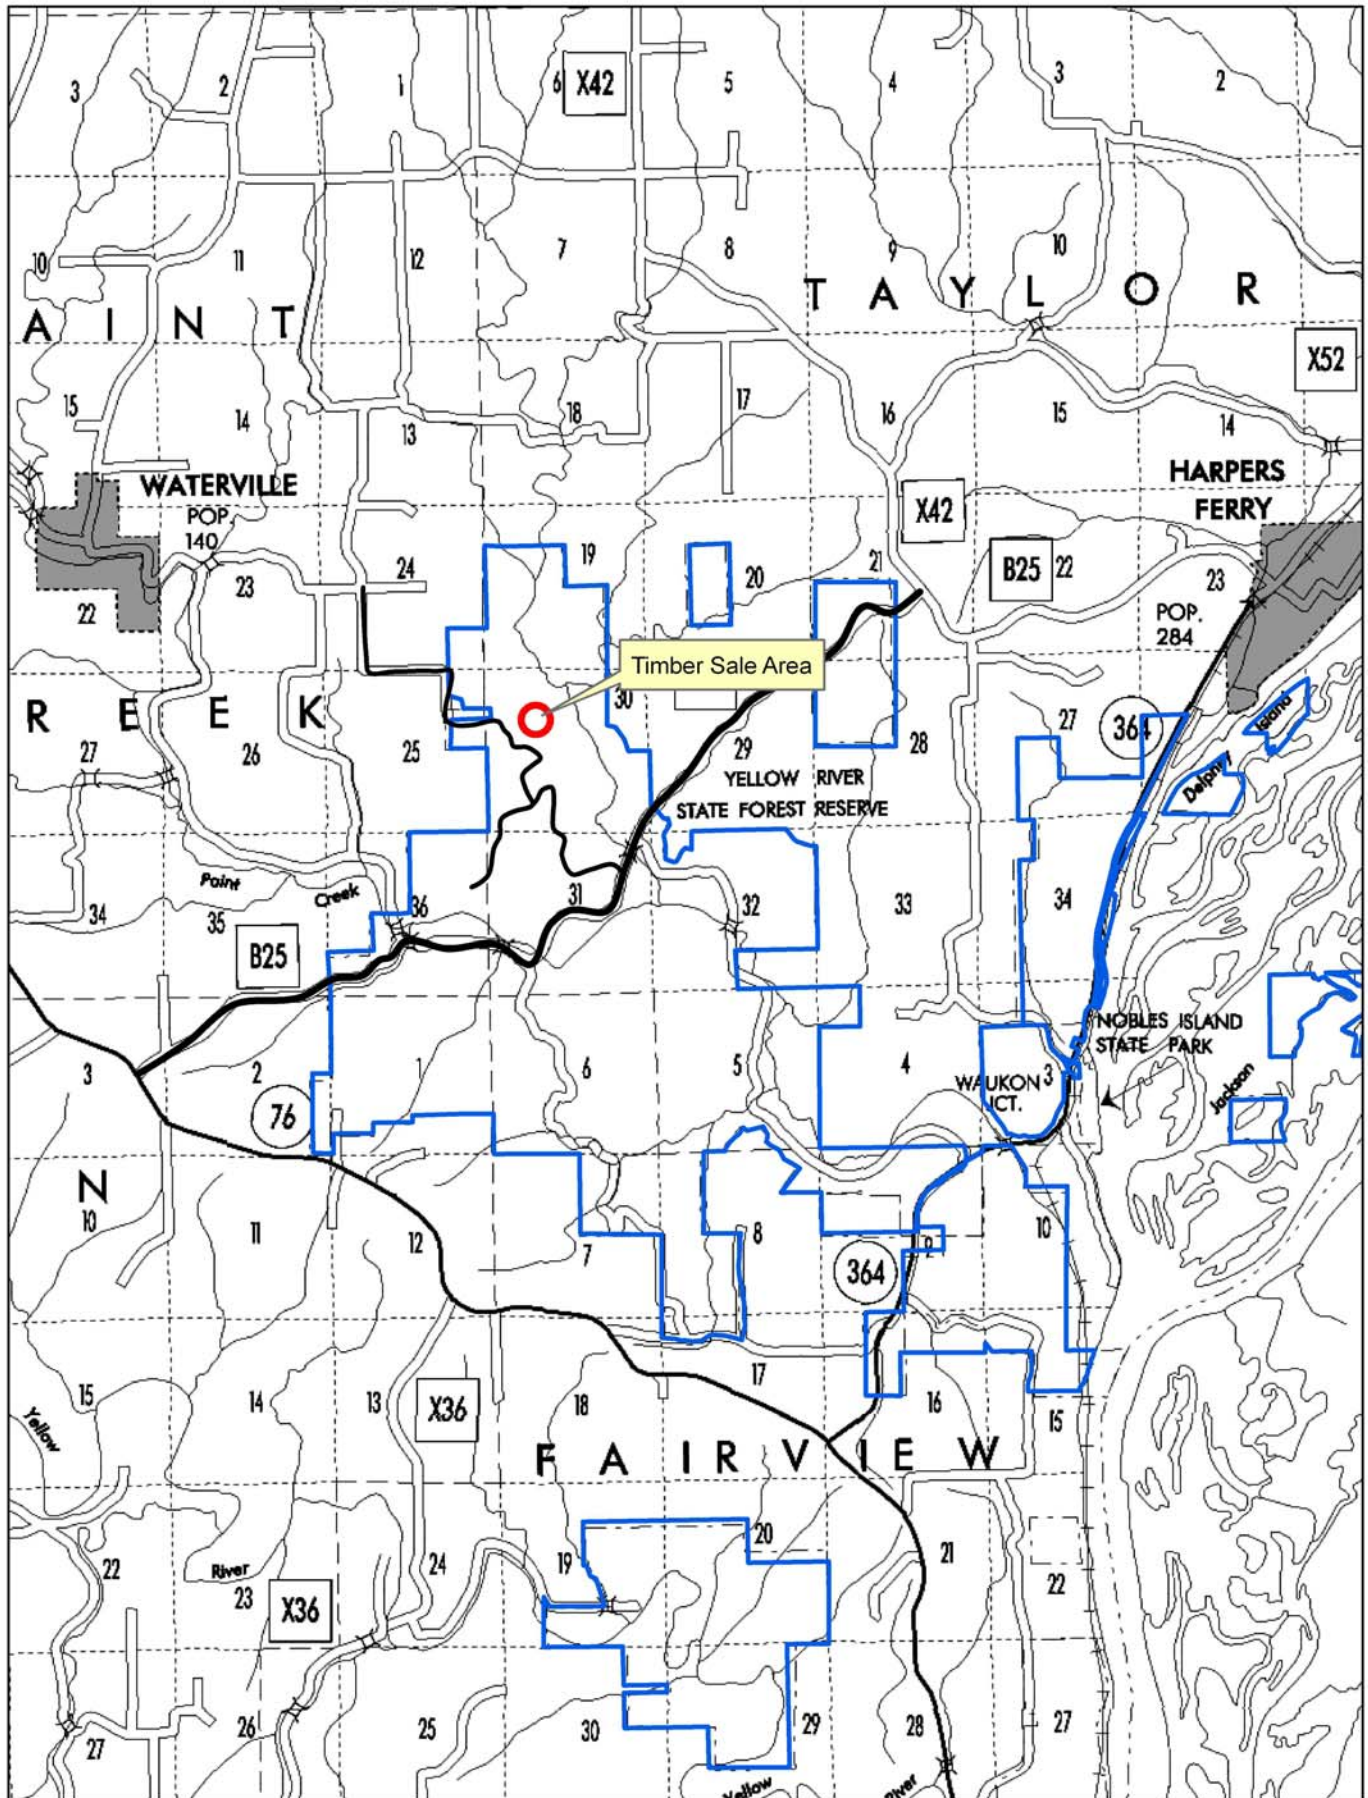 3 2 1 6 X42 5 4 3 2
10 11 12 7 8 9 10
T A Y L O R
A I N T
X52
15 14 13 18 17 16 15 14
WATERVILLE
POP.
140
HARPERS
FERRY
X42
22 23 24 19 20 21 B25 22 23
POP.
284
Timber Sale Area
R E E K
27 26 25 30 29 28 27 364
Island
Delphey
YELLOW RIVER
STATE FOREST RESERVE
Paint
Creek
34 35 36 31 32 33 34
B25
NOBLES ISLAND
STATE PARK
3 2 1 6 5 4 3
WAUKON
JCT.
Jackson
76
N
10 11 12 7 8 9 10
364
15 14 13 X36 18 17 16 15
Yellow
F A I R V I E W
22 River 23 24 19 20 21 22
X36
27 26 25 30 29 28 27
Yellow
River